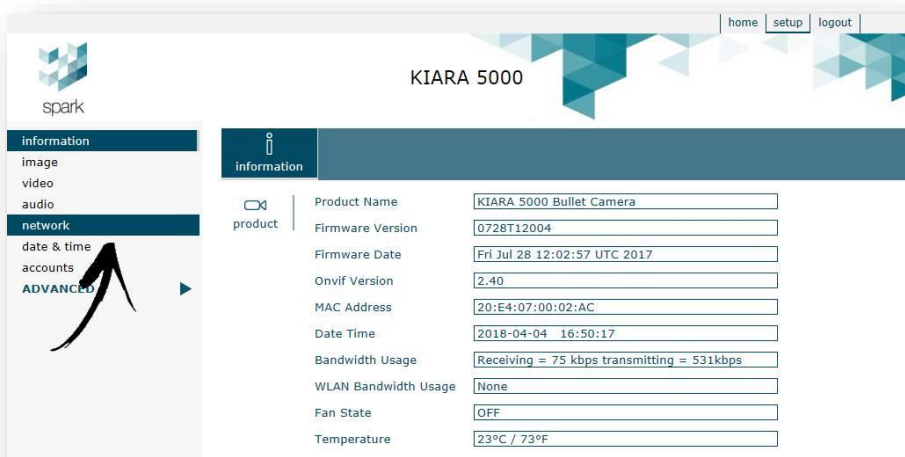 home setup logout
KIARA 5000
spark
information
image
video
audio
network
date & time
accounts
ADVANCED
information
product
Product Name KIARA 5000 Bullet Camera
Firmware Version 0728T12004
Firmware Date Fri Jul 28 12:02:57 UTC 2017
Onvif Version 2.40
MAC Address 20:E4:07:00:02:AC
Date Time 2018-04-04 16:50:17
Bandwidth Usage Receiving = 75 kbps transmitting = 531kbps
WLAN Bandwidth Usage None
Fan State OFF
Temperature 23ºC / 73ºF